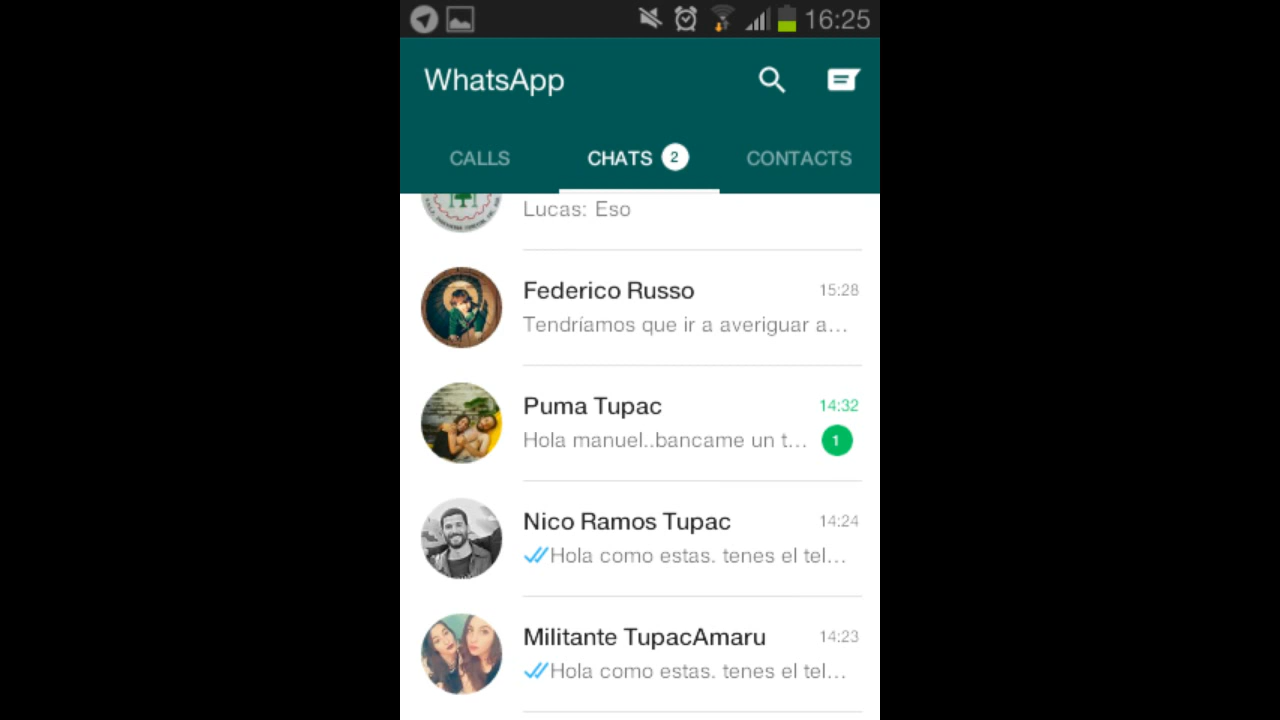 16:25
WhatsApp
CALLS CHATS 2 CONTACTS
Lucas: Eso
Federico Russo 15:28
Tendríamos que ir a averiguar a...
Puma Tupac 14:32
Hola manuel..bancame un t... 1
Nico Ramos Tupac 14:24
Hola como estas. tenes el tel...
Militante TupacAmaru 14:23
Hola como estas. tenes el tel...